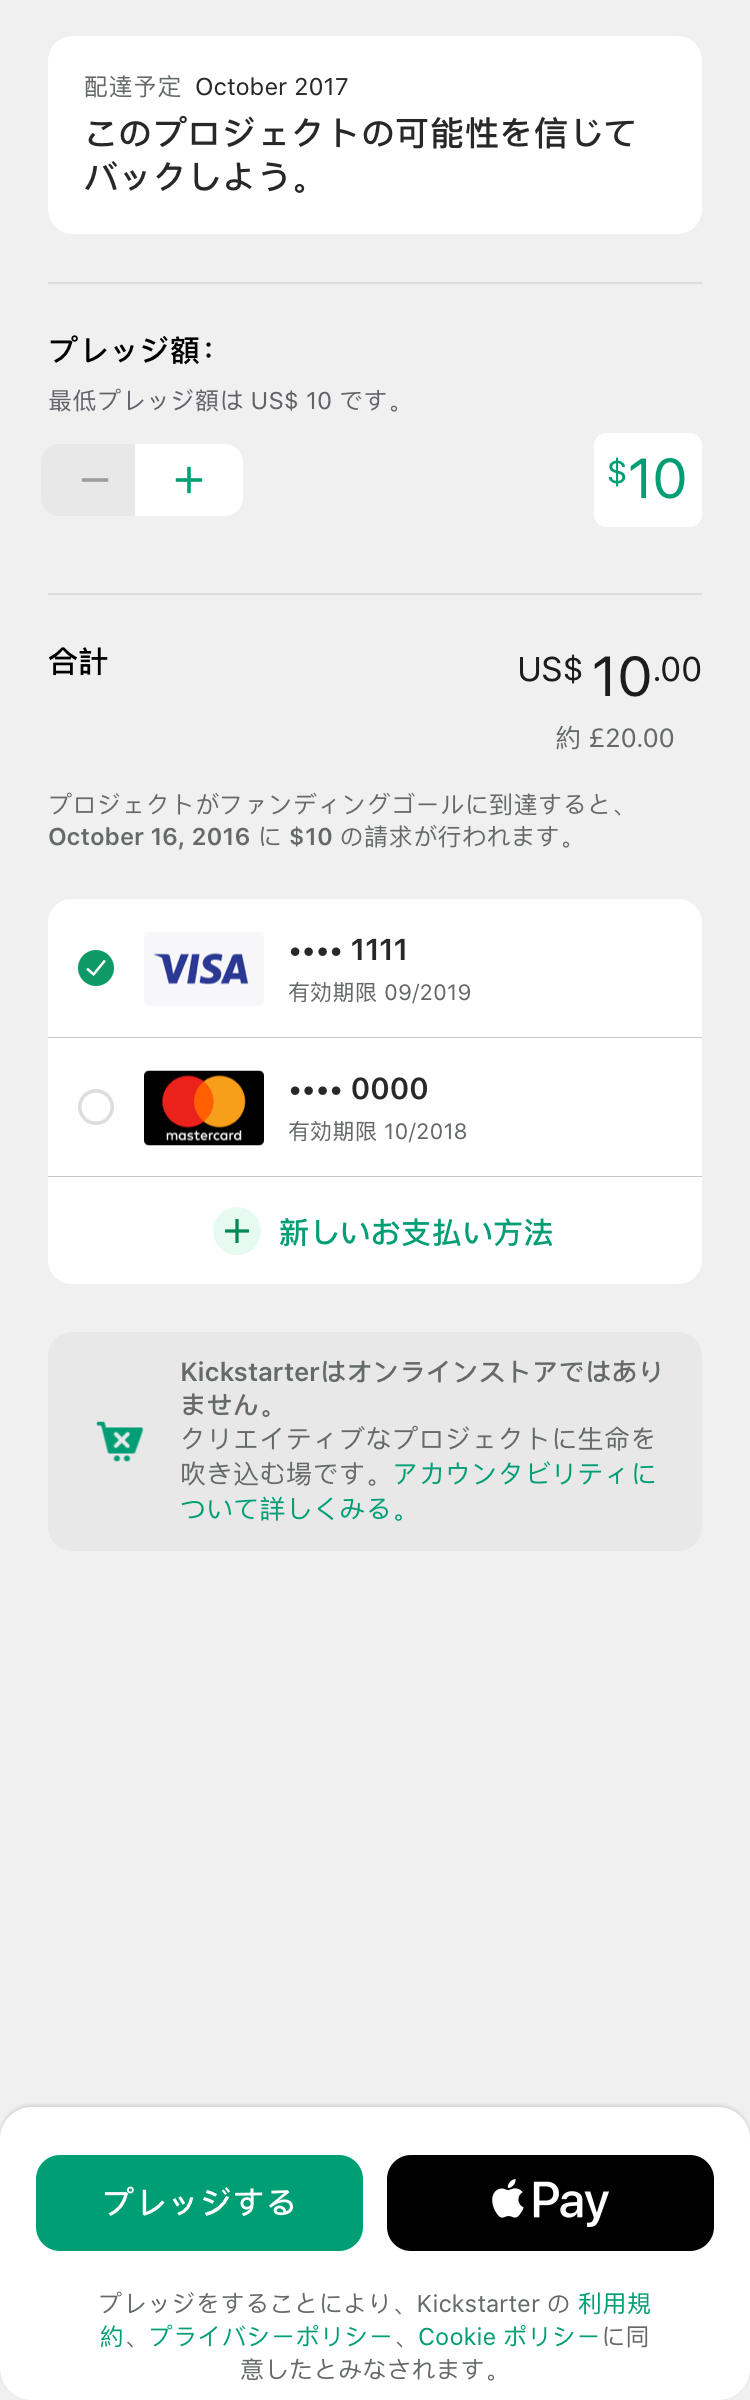 配達予定 October 2017
このプロジェクトの可能性を信じて
バックしよう。
プレッジ額：
最低プレッジ額は US$ 10 です。
$10
合計
US$ 10.00
約 £20.00
プロジェクトがファンディングゴールに到達すると、
October 16, 2016 に $10 の請求が行われます。
VISA
•••• 1111
有効期限 09/2019
•••• 0000
mastercard
有効期限 10/2018
新しいお支払い方法
Kickstarterはオンラインストアではあり
ません。
クリエイティブなプロジェクトに生命を
吹き込む場です。アカウンタビリティに
ついて詳しくみる。
プレッジする
Pay
プレッジをすることにより、Kickstarter の 利用規
約、プライバシーポリシー、Cookie ポリシーに同
意したとみなされます。